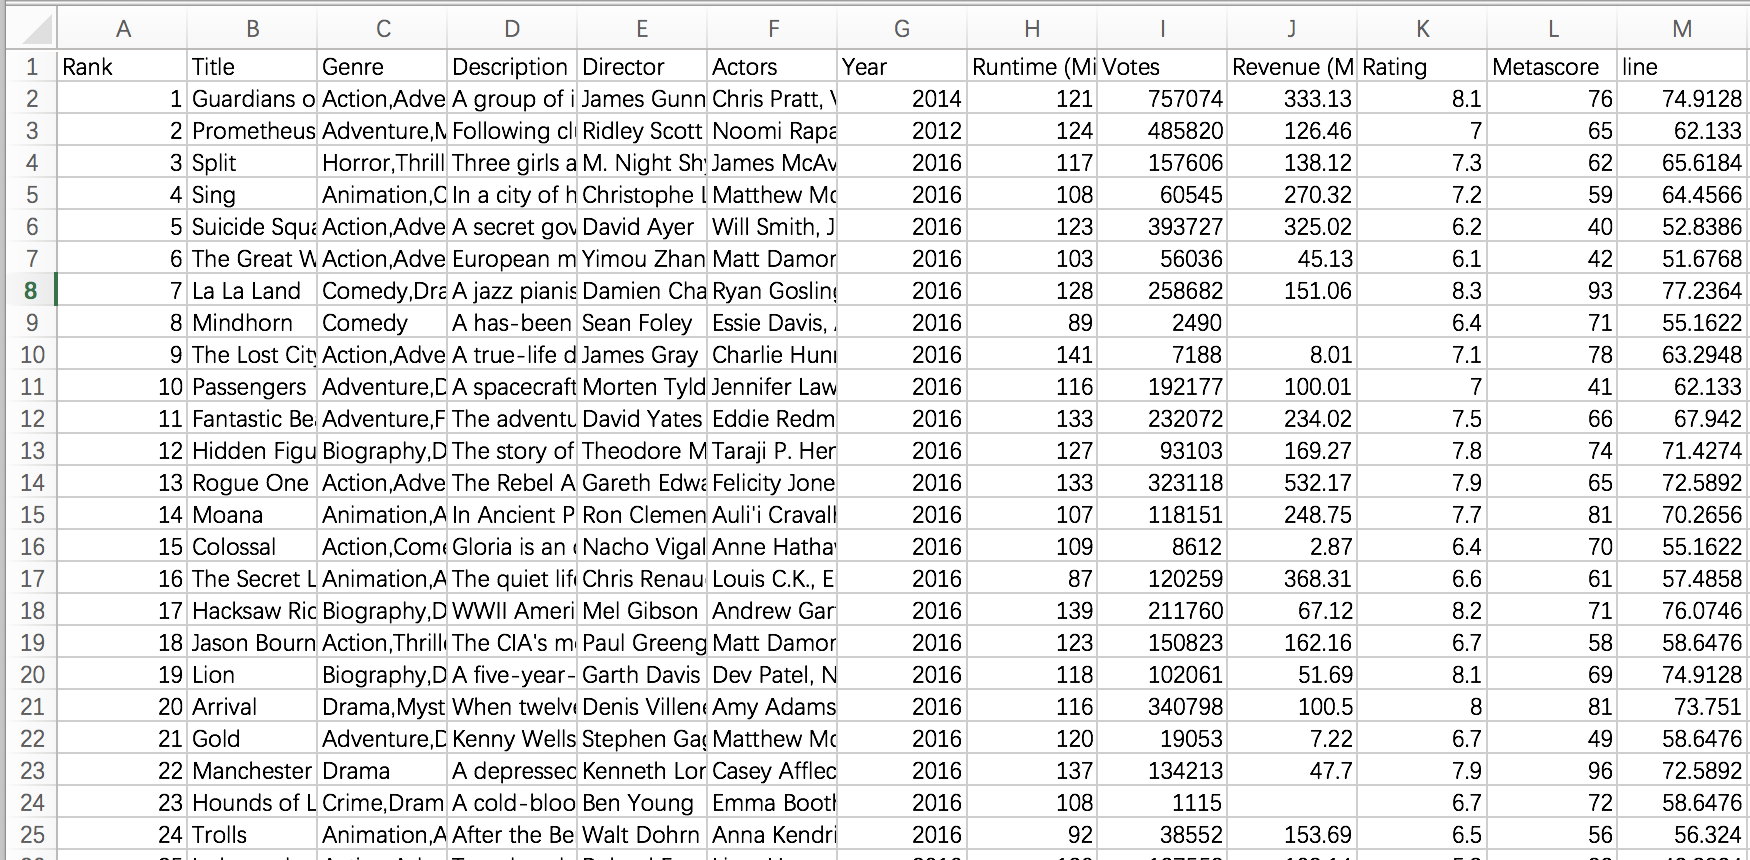 A B C D E F G H I J K L M
1 Rank Title Genre Description Director Actors Year Runtime (Mi Votes Revenue (M Rating Metascore line
2 1 Guardians o Action,Adve A group of i James Gunn Chris Pratt, 2014 121 757074 333.13 8.1 76 74.9128
3 2 Prometheus Adventure,M Following cl Ridley Scott Noomi Rapa 2012 124 485820 126.46 7 65 62.133
4 3 Split Horror,Thrill Three girls a M. Night Shy James McAv 2016 117 157606 138.12 7.3 62 65.6184
5 4 Sing Animation,C In a city of h Christophe L Matthew Mc 2016 108 60545 270.32 7.2 59 64.4566
6 5 Suicide Squa Action,Adve A secret gov David Ayer Will Smith, J 2016 123 393727 325.02 6.2 40 52.8386
7 6 The Great W Action,Adve European m Yimou Zhan Matt Damon 2016 103 56036 45.13 6.1 42 51.6768
8 7 La La Land Comedy,Dra A jazz pianis Damien Cha Ryan Gosling 2016 128 258682 151.06 8.3 93 77.2364
9 8 Mindhorn Comedy A has-been Sean Foley Essie Davis, 2016 89 2490 6.4 71 55.1622
10 9 The Lost City Action,Adve A true-life d James Gray Charlie Hunn 2016 141 7188 8.01 7.1 78 63.2948
11 10 Passengers Adventure,D A spacecraft Morten Tyld Jennifer Law 2016 116 192177 100.01 7 41 62.133
12 11 Fantastic Bea Adventure,F The adventu David Yates Eddie Redm 2016 133 232072 234.02 7.5 66 67.942
13 12 Hidden Figu Biography,D The story of Theodore M Taraji P. Hen 2016 127 93103 169.27 7.8 74 71.4274
14 13 Rogue One Action,Adve The Rebel A Gareth Edwa Felicity Jone 2016 133 323118 532.17 7.9 65 72.5892
15 14 Moana Animation,A In Ancient P Ron Clemen Auli'i Cravalh 2016 107 118151 248.75 7.7 81 70.2656
16 15 Colossal Action,Come Gloria is an Nacho Vigal Anne Hathaw 2016 109 8612 2.87 6.4 70 55.1622
17 16 The Secret L Animation,A The quiet life Chris Renau Louis C.K., E 2016 87 120259 368.31 6.6 61 57.4858
18 17 Hacksaw Rid Biography,D WWII Ameri Mel Gibson Andrew Garf 2016 139 211760 67.12 8.2 71 76.0746
19 18 Jason Bourn Action,Thrille The CIA's m Paul Greeng Matt Damon 2016 123 150823 162.16 6.7 58 58.6476
20 19 Lion Biography,D A five-year- Garth Davis Dev Patel, N 2016 118 102061 51.69 8.1 69 74.9128
21 20 Arrival Drama,Myst When twelve Denis Villene Amy Adams 2016 116 340798 100.5 8 81 73.751
22 21 Gold Adventure,D Kenny Wells Stephen Gag Matthew Mc 2016 120 19053 7.22 6.7 49 58.6476
23 22 Manchester Drama A depressed Kenneth Lon Casey Afflec 2016 137 134213 47.7 7.9 96 72.5892
24 23 Hounds of L Crime,Dram A cold-bloo Ben Young Emma Booth 2016 108 1115 6.7 72 58.6476
25 24 Trolls Animation,A After the Be Walt Dohrn Anna Kendri 2016 92 38552 153.69 6.5 56 56.324